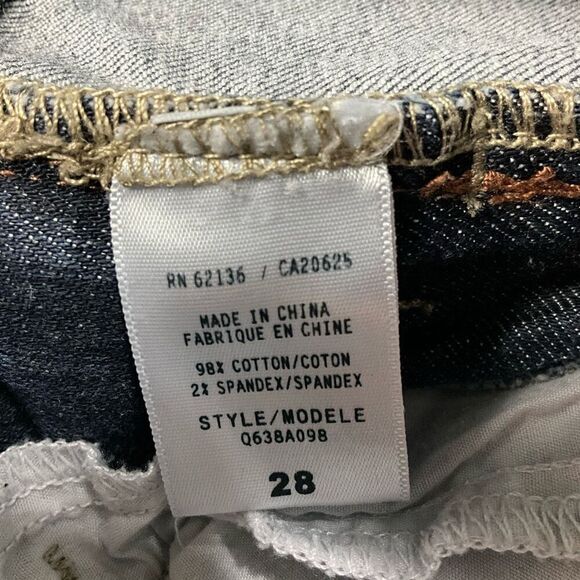 RN 62136 / CA20625
MADE IN CHINA
FABRIQUE EN CHINE
98% COTTON/COTON
2% SPANDEX/SPANDEX
STYLE/MODELE
Q638A098
28